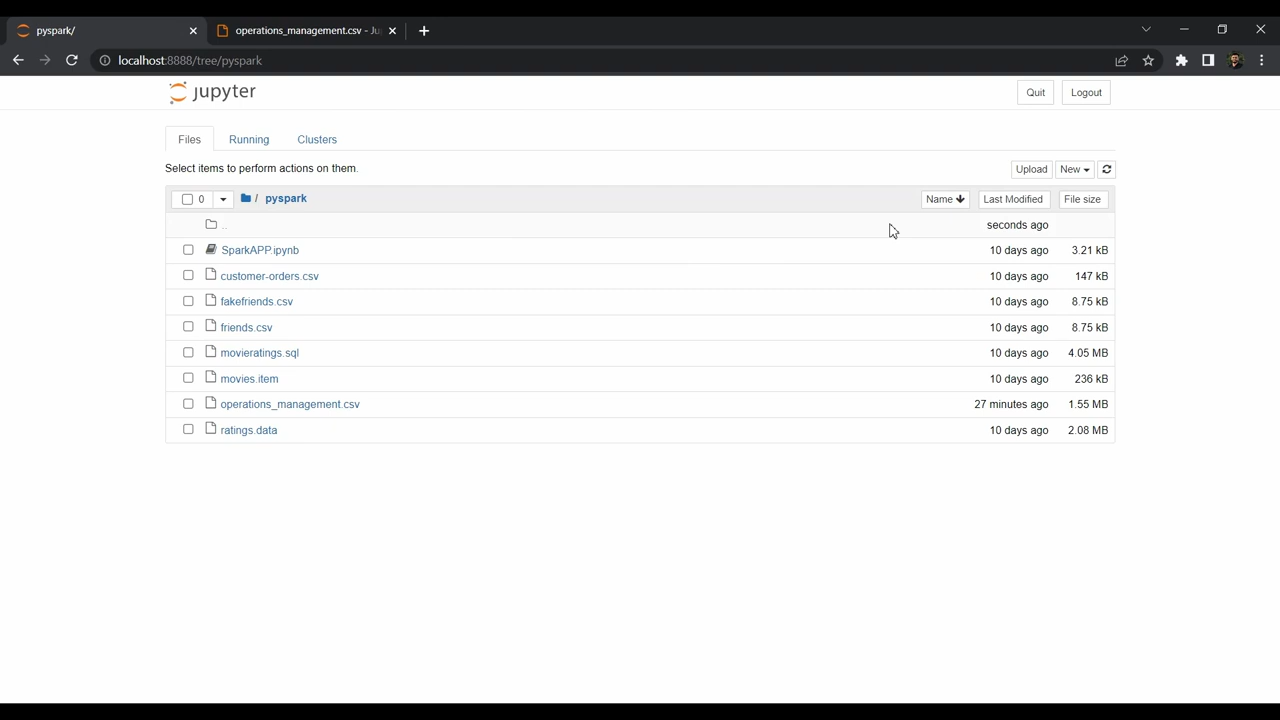 pyspark/
operations_management.csv - Ju
localhost:8888/tree/pyspark
jupyter
Quit
Logout
Files
Running
Clusters
Select items to perform actions on them.
Upload
New
0
/ pyspark
Name
Last Modified
File size
..
seconds ago
SparkAPP.ipynb 10 days ago 3.21 kB
customer-orders.csv 10 days ago 147 kB
fakefriends.csv 10 days ago 8.75 kB
friends.csv 10 days ago 8.75 kB
movieratings.sql 10 days ago 4.05 MB
movies.item 10 days ago 236 kB
operations_management.csv 27 minutes ago 1.55 MB
ratings.data 10 days ago 2.08 MB